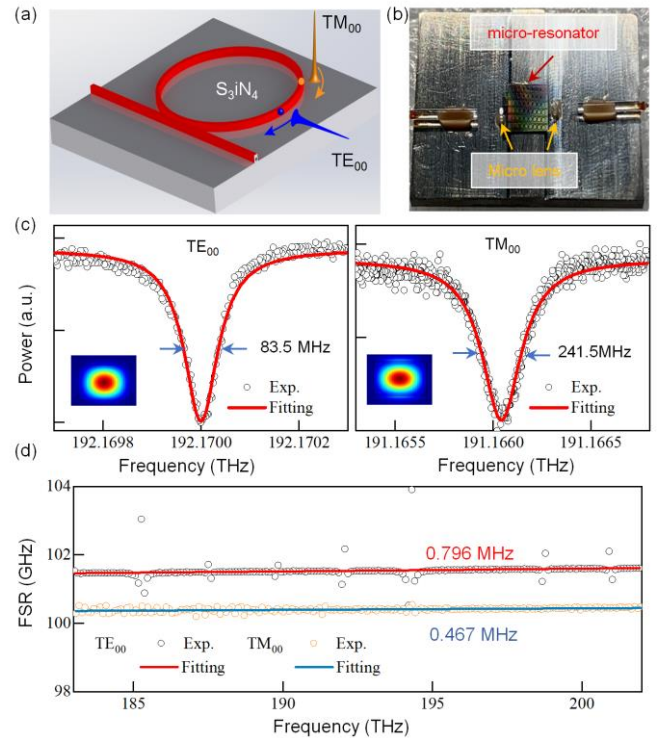 (a)
TM00
S3iN4
TE00
(b)
micro-resonator
Micro lens
(c)
TE00
83.5 MHz
Exp.
Fitting
Power (a.u.)
192.1698 192.1700 192.1702
Frequency (THz)
TM00
241.5MHz
Exp.
Fitting
191.1655 191.1660 191.1665
Frequency (THz)
(d)
104
102
100
98
FSR (GHz)
0.796 MHz
0.467 MHz
TE00 Exp. TM00 Exp.
Fitting Fitting
185 190 195 200
Frequency (THz)